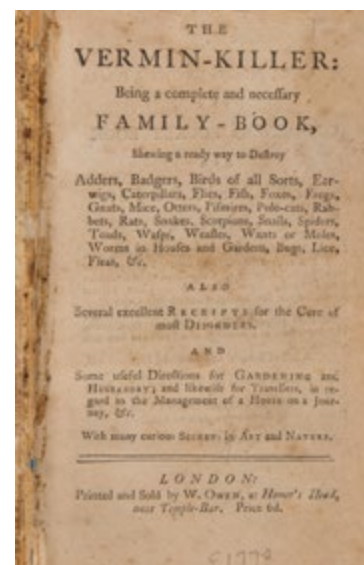 THE
VERMIN-KILLER:
Being a complete and necessary
FAMILY-BOOK,
Shewing a ready way to Destroy
Adders, Badgers, Birds of all Sorts, Ear-
wigs, Caterpillars, Flies, Fish, Foxes, Frogs,
Gnats, Mice, Otters, Pismires, Pole-cats, Rab-
bets, Rats, Snakes, Scorpions, Snails, Spiders,
Toads, Wasps, Weasles, Wants or Moles,
Worms in Houses and Gardens, Bugs, Lice,
Fleas, &c.
ALSO
Several excellent RECEIPTS for the Cure of
most DISORDERS.
AND
Some useful Directions for GARDENING and
HUSBANDRY; and likewise for Travellers, in re-
gard to the Management of a HORSE on a Jour-
ney, &c.
With many curious SECRETS in ART and NATURE.
LONDON:
Printed and Sold by W. OWEN, at Homer's Head,
near Temple-Bar. Price 6d.